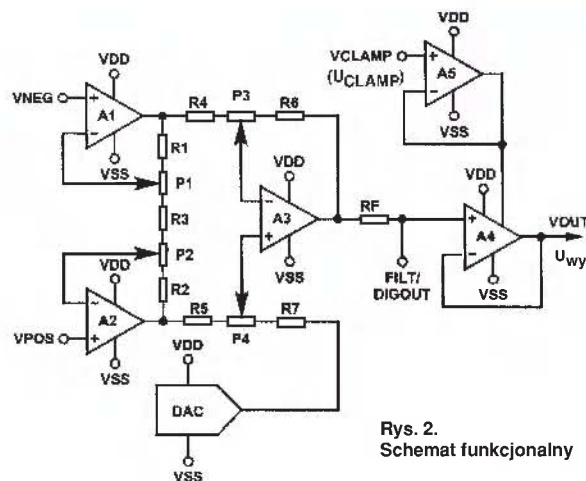 VDD
VCLAMP
(UCLAMP)
A5
VSS
VDD
VNEG
A1
VSS
R4
P3
R6
R1
P1
R3
P2
R2
VDD
A3
VSS
RF
FILT/
DIGOUT
VDD
A4
VSS
VOUT
Uwy
VDD
A2
VPOS
VSS
R5
P4
R7
VDD
DAC
VSS
Rys. 2.
Schemat funkcjonalny